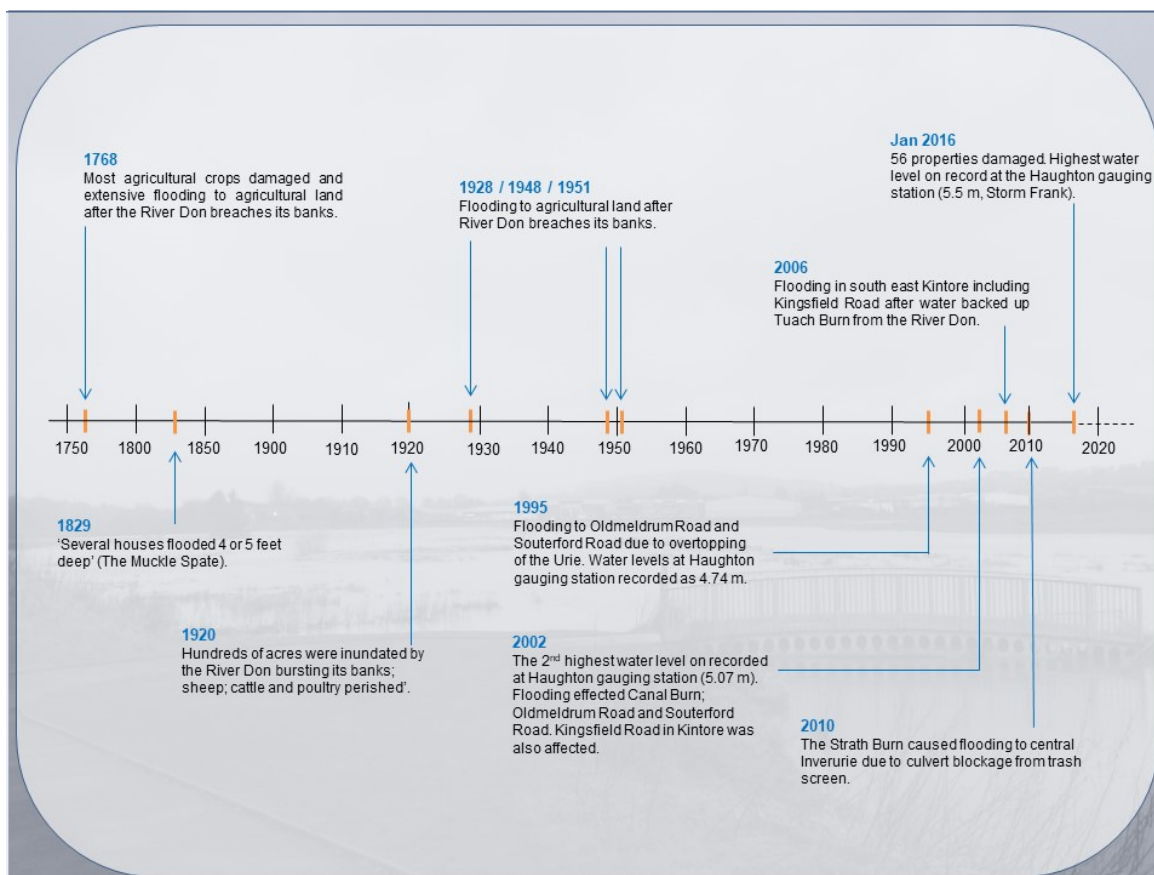 Jan 2016
56 properties damaged. Highest water
level on record at the Haughton gauging
station (5.5 m, Storm Frank).
1768
Most agricultural crops damaged and
extensive flooding to agricultural land
after the River Don breaches its banks.
1928 / 1948 / 1951
Flooding to agricultural land after
River Don breaches its banks.
2006
Flooding in south east Kintore including
Kingsfield Road after water backed up
Tuach Burn from the River Don.
1750 1800 1850 1900 1910 1920 1930 1940 1950 1960 1970 1980 1990 2000 2010 2020
1829
‘Several houses flooded 4 or 5 feet
deep’ (The Muckle Spate).
1995
Flooding to Oldmeldrum Road and
Souterford Road due to overtopping
of the Urie. Water levels at Haughton
gauging station recorded as 4.74 m.
1920
Hundreds of acres were inundated by
the River Don bursting its banks;
sheep; cattle and poultry perished’.
2002
The 2nd highest water level on recorded
at Haughton gauging station (5.07 m).
Flooding effected Canal Burn;
Oldmeldrum Road and Souterford
Road. Kingsfield Road in Kintore was
also affected.
2010
The Strath Burn caused flooding to central
Inverurie due to culvert blockage from trash
screen.